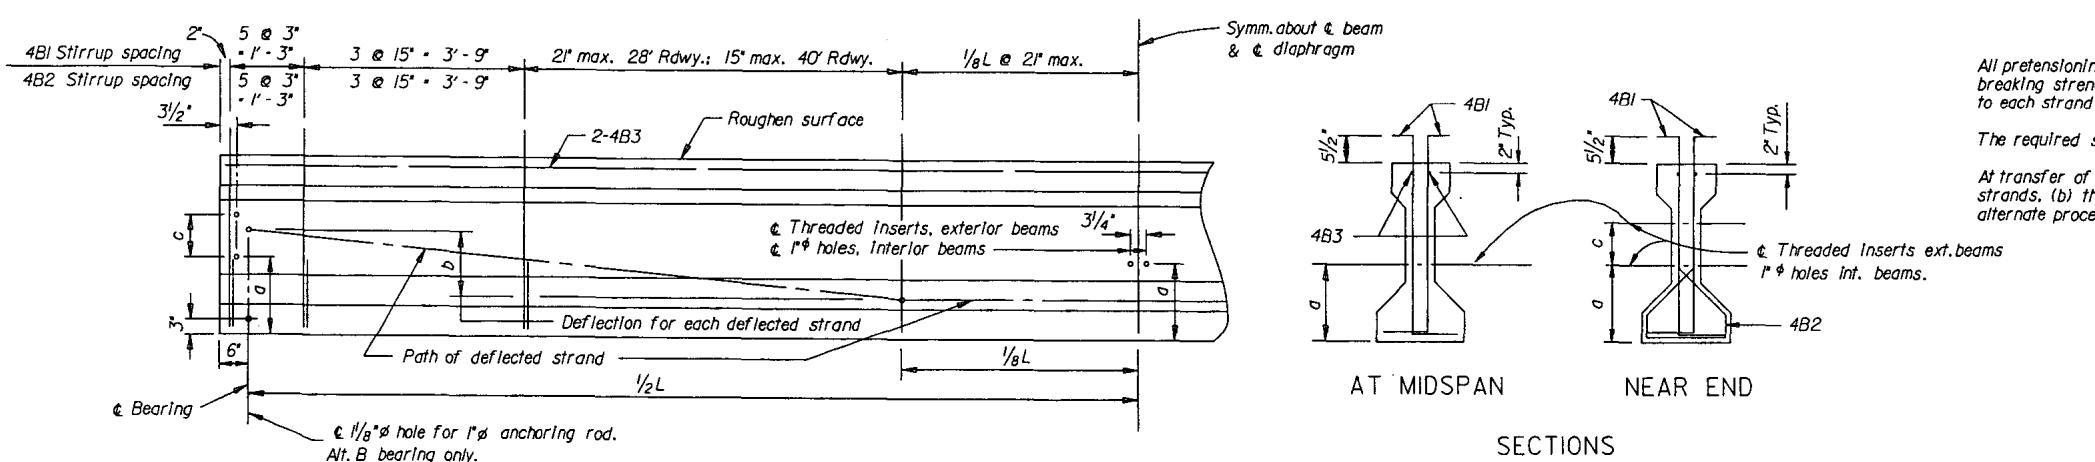 4B1 Stirrup spacing
4B2 Stirrup spacing
2"
5 @ 3"
= 1' - 3"
3 @ 15" = 3' - 9"
21" max. 28' Rdwy.; 15" max. 40' Rdwy.
1/8 L @ 21" max.
5 @ 3"
= 1' - 3"
3 @ 15" = 3' - 9"
3 1/2"
2-4B3
Roughen surface
Symm. about ℄ beam
& ℄ diaphragm
c
a
b
3"
6"
℄ Threaded inserts, exterior beams
℄ 1"ø holes, interior beams
3 1/4"
a
Deflection for each deflected strand
Path of deflected strand
1/8 L
1/2 L
℄ Bearing
℄ 1 1/8"ø hole for 1"ø anchoring rod.
Alt. B bearing only.
4B1
5 1/2"
2" Typ.
4B3
a
AT MIDSPAN
4B1
5 1/2"
2" Typ.
c
a
℄ Threaded inserts ext. beams
1"ø holes int. beams.
4B2
NEAR END
SECTIONS
All pretensionin
breaking stren
to each strand
The required s
At transfer of
strands, (b) th
alternate proce